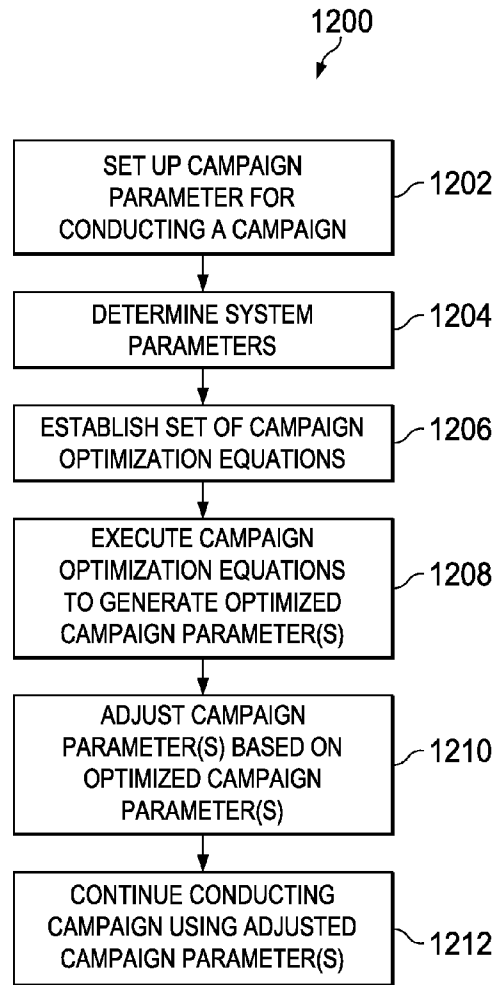 1200
SET UP CAMPAIGN
PARAMETER FOR
CONDUCTING A CAMPAIGN
1202
DETERMINE SYSTEM
PARAMETERS
1204
ESTABLISH SET OF CAMPAIGN
OPTIMIZATION EQUATIONS
1206
EXECUTE CAMPAIGN
OPTIMIZATION EQUATIONS
TO GENERATE OPTIMIZED
CAMPAIGN PARAMETER(S)
1208
ADJUST CAMPAIGN
PARAMETER(S) BASED ON
OPTIMIZED CAMPAIGN
PARAMETER(S)
1210
CONTINUE CONDUCTING
CAMPAIGN USING ADJUSTED
CAMPAIGN PARAMETER(S)
1212